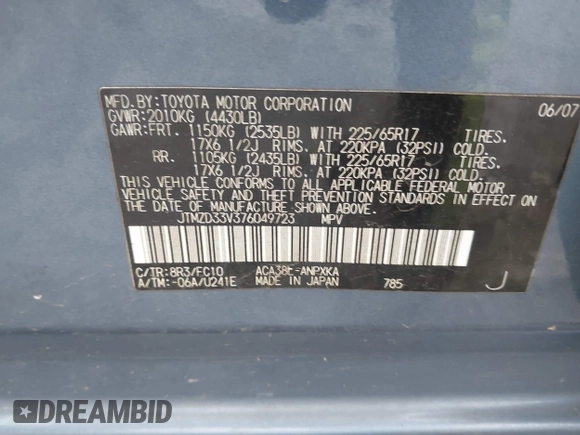 MFD.BY:TOYOTA MOTOR CORPORATION 06/07
GVWR:2010KG (4430LB)
GAWR:FRT. 1150KG (2535LB) WITH 225/65R17 TIRES.
17X6 1/2J RIMS. AT 220KPA (32PSI) COLD.
RR. 1105KG (2435LB) WITH 225/65R17 TIRES.
17X6 1/2J RIMS. AT 220KPA (32PSI) COLD.
THIS VEHICLE CONFORMS TO ALL APPLICABLE FEDERAL MOTOR
VEHICLE SAFETY AND THEFT PREVENTION STANDARDS IN EFFECT ON
THE DATE OF MANUFACTURE SHOWN ABOVE.
JTMZD33V376049723 MPV
C/TR:8R3/FC10 ACA38L-ANPXKA
A/TM:-06A/U241E MADE IN JAPAN 785 J
DREAMBID